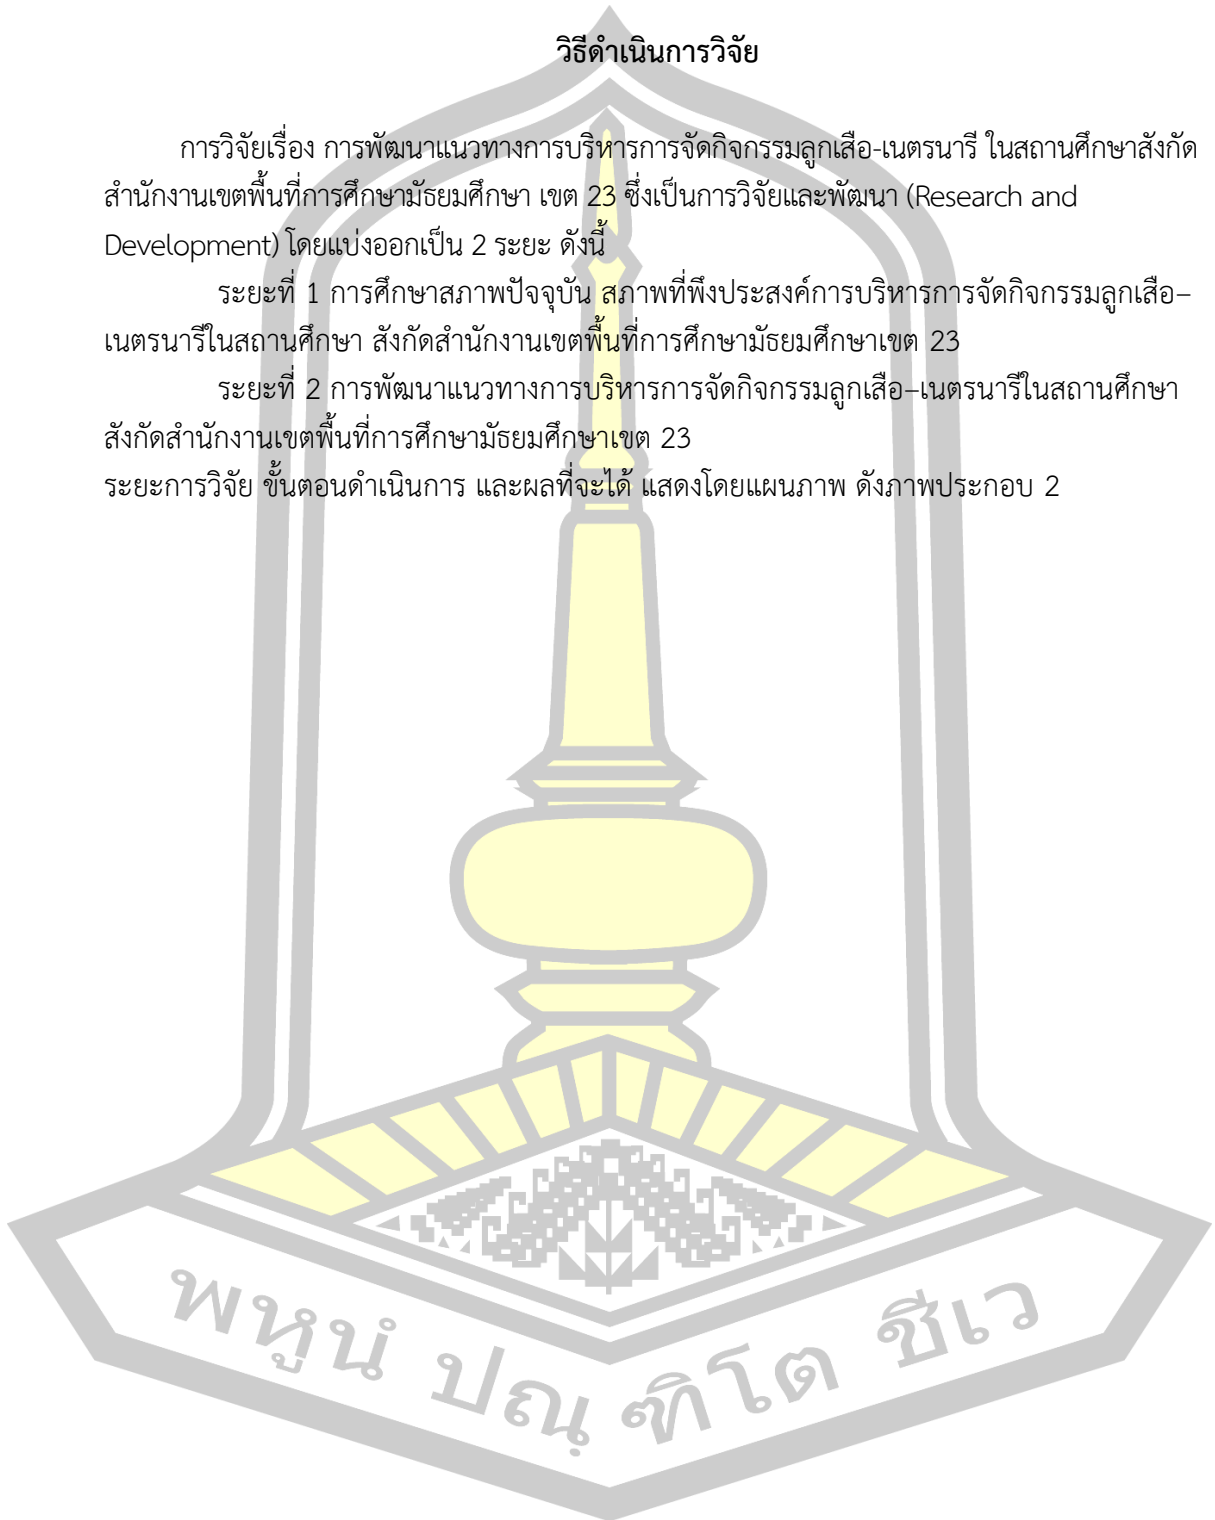 วิธีดำเนินการวิจัย
การวิจัยเรื่อง การพัฒนาแนวทางการบริหารการจัดกิจกรรมลูกเสือ-เนตรนารี ในสถานศึกษาสังกัด
สำนักงานเขตพื้นที่การศึกษามัธยมศึกษา เขต 23 ซึ่งเป็นการวิจัยและพัฒนา (Research and
Development) โดยแบ่งออกเป็น 2 ระยะ ดังนี้
ระยะที่ 1 การศึกษาสภาพปัจจุบัน สภาพที่พึงประสงค์การบริหารการจัดกิจกรรมลูกเสือ–
เนตรนารีในสถานศึกษา สังกัดสำนักงานเขตพื้นที่การศึกษามัธยมศึกษาเขต 23
ระยะที่ 2 การพัฒนาแนวทางการบริหารการจัดกิจกรรมลูกเสือ–เนตรนารีในสถานศึกษา
สังกัดสำนักงานเขตพื้นที่การศึกษามัธยมศึกษาเขต 23
ระยะการวิจัย ขั้นตอนดำเนินการ และผลที่จะได้ แสดงโดยแผนภาพ ดังภาพประกอบ 2
พหูนํ ปณฺ ฑิโต ชีเว